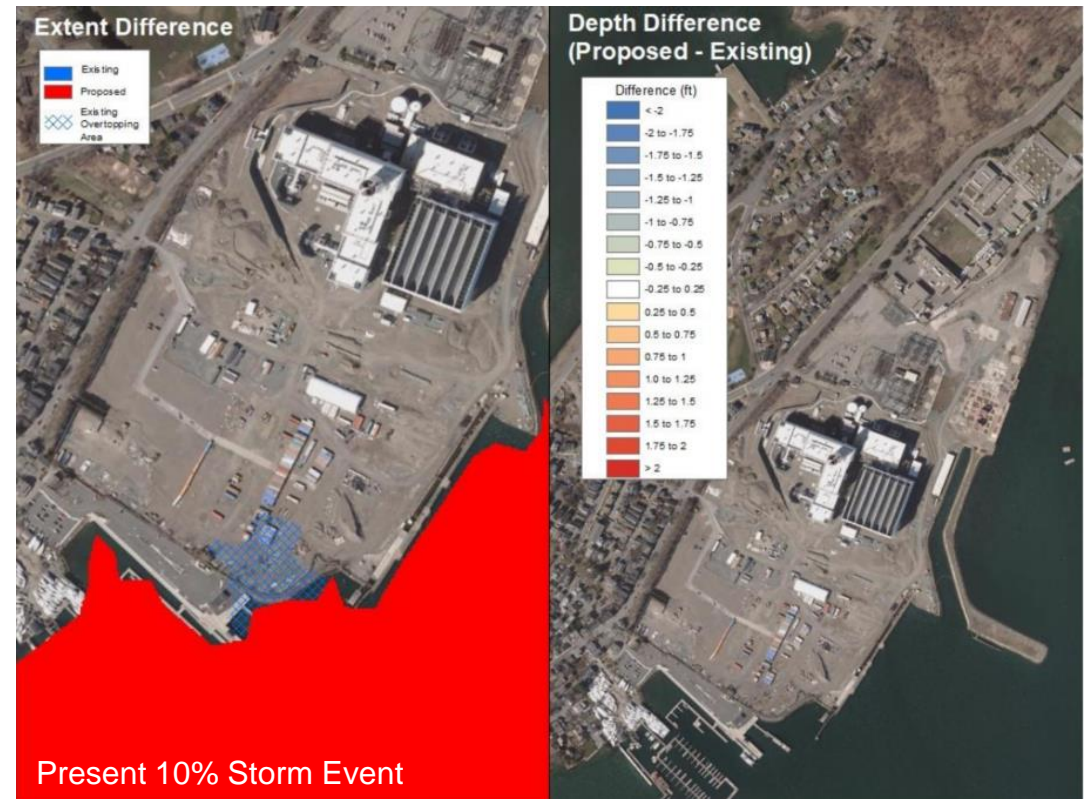 Extent Difference
Existing
Proposed
Existing
Overtopping
Area
Present 10% Storm Event
Depth Difference
(Proposed - Existing)
Difference (ft)
< -2
-2 to -1.75
-1.75 to -1.5
-1.5 to -1.25
-1.25 to -1
-1 to -0.75
-0.75 to -0.5
-0.5 to -0.25
-0.25 to 0.25
0.25 to 0.5
0.5 to 0.75
0.75 to 1
1.0 to 1.25
1.25 to 1.5
1.5 to 1.75
1.75 to 2
> 2